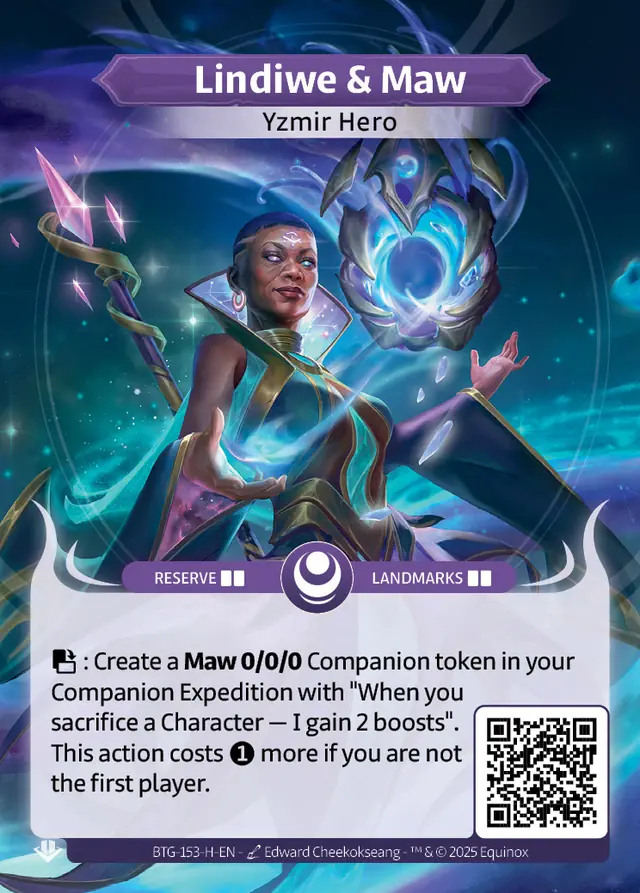 Lindiwe & Maw
Yzmir Hero
RESERVE
LANDMARKS
: Create a Maw 0/0/0 Companion token in your
Companion Expedition with "When you
sacrifice a Character — I gain 2 boosts".
This action costs 1 more if you are not
the first player.
BTG-153-H-EN - Edward Cheekokseang - ™ & © 2025 Equinox